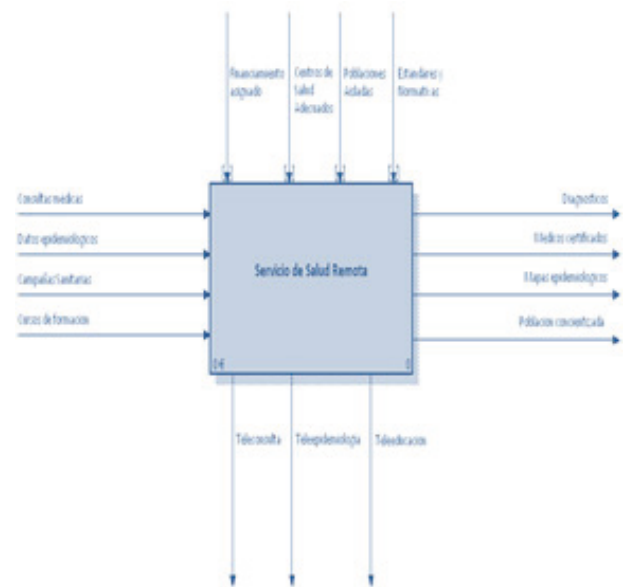 Financiamiento
asignado
Centros de
Salud
Adecuados
Poblaciones
Aisladas
Estandares y
Normativas
Consultas medicas
Datos epidemiologicos
Campañas Sanitarias
Cursos de formacion
Servicio de Salud Remota
Diagnosticos
Medicos certificados
Mapas epidemiologicos
Poblacion concientizada
0
Teleconsulta
Teleepidemiologia
Teleeducacion